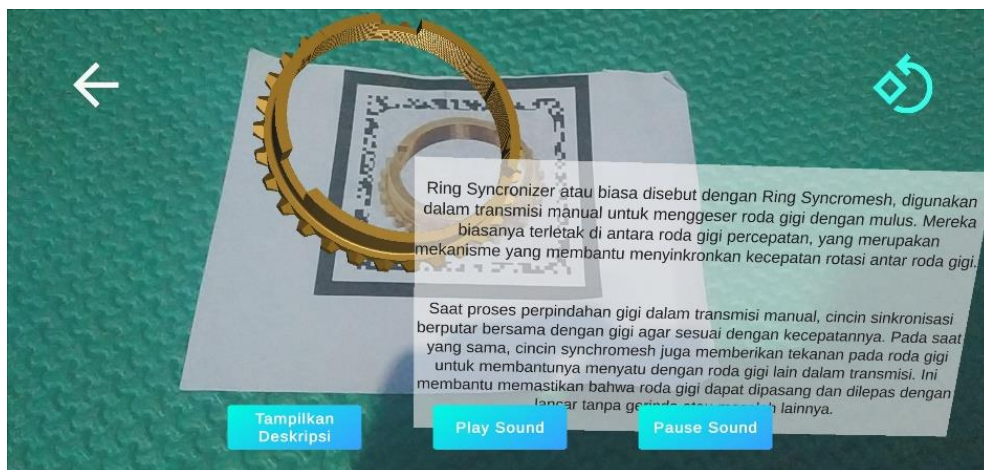 Ring Syncronizer atau biasa disebut dengan Ring Syncromesh, digunakan
dalam transmisi manual untuk menggeser roda gigi dengan mulus. Mereka
biasanya terletak di antara roda gigi percepatan, yang merupakan
mekanisme yang membantu menyinkronkan kecepatan rotasi antar roda gigi.
Saat proses perpindahan gigi dalam transmisi manual, cincin sinkronisasi
berputar bersama dengan gigi agar sesuai dengan kecepatannya. Pada saat
yang sama, cincin synchromesh juga memberikan tekanan pada roda gigi
untuk membantunya menyatu dengan roda gigi lain dalam transmisi. Ini
membantu memastikan bahwa roda gigi dapat dipasang dan dilepas dengan
lancar tanpa lainnya.
Tampilkan
Deskripsi
Play Sound
Pause Sound